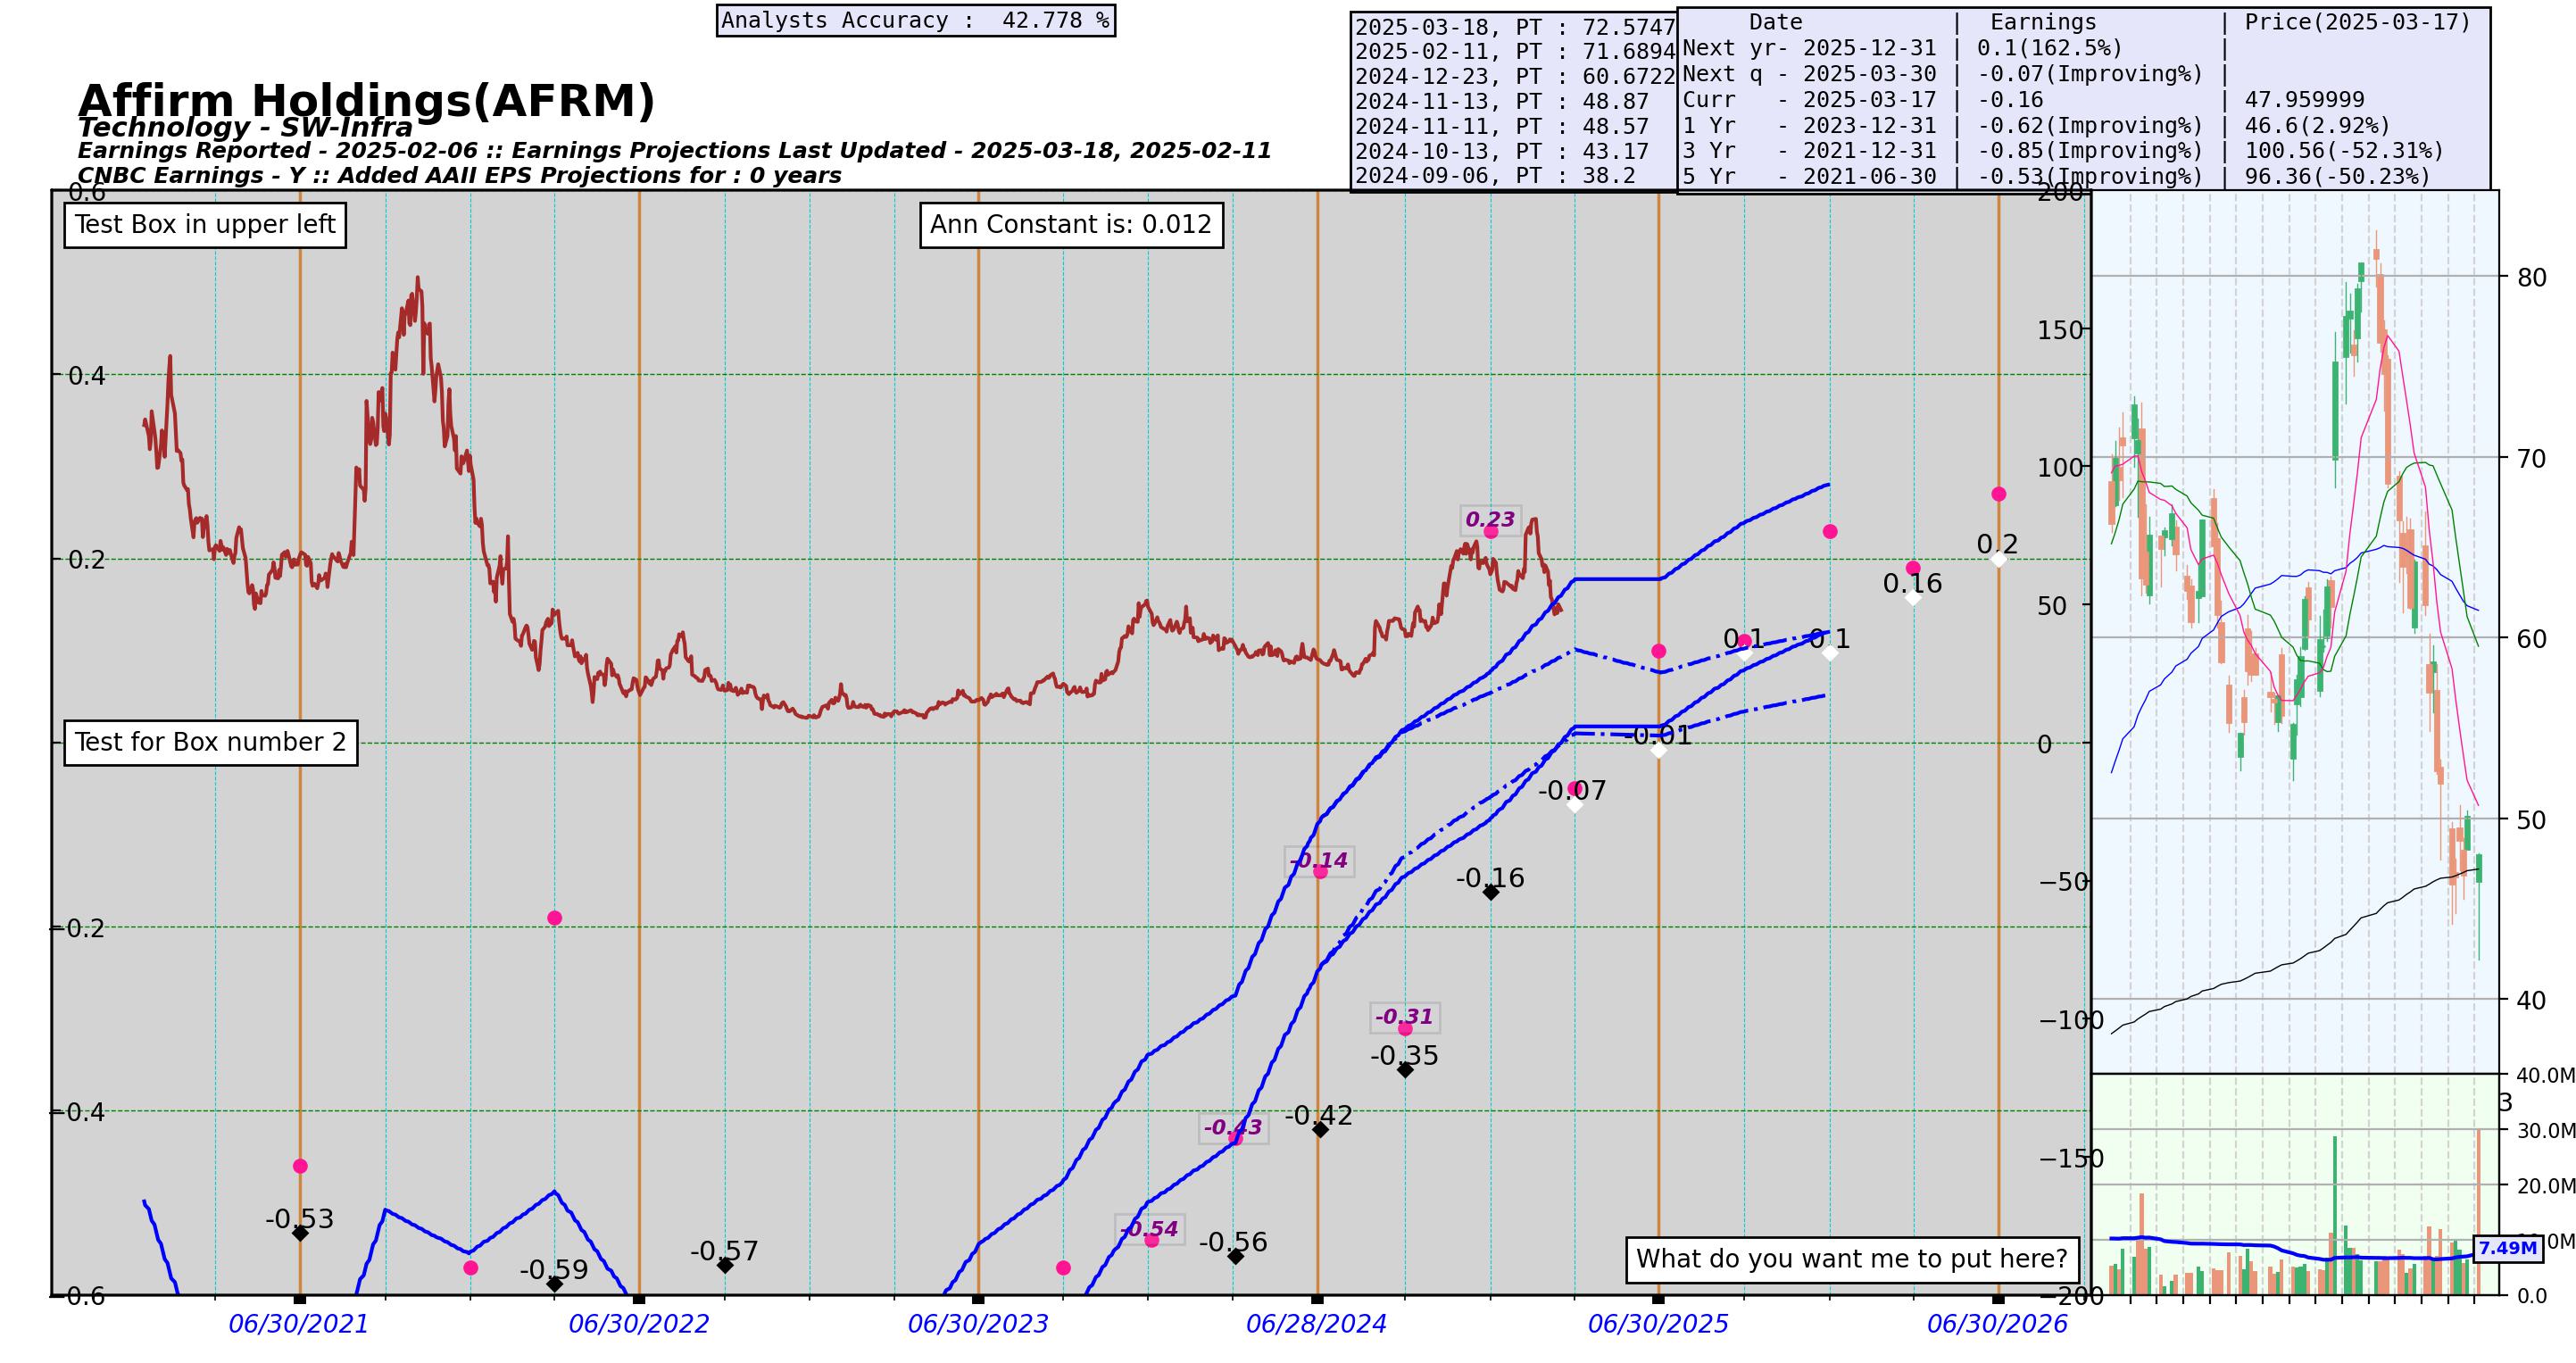 Analysts Accuracy :  42.778 %
Affirm Holdings(AFRM)
Technology - SW-Infra
Earnings Reported - 2025-02-06 :: Earnings Projections Last Updated - 2025-03-18, 2025-02-11
CNBC Earnings - Y :: Added AAII EPS Projections for : 0 years
2025-03-18, PT : 72.5747
2025-02-11, PT : 71.6894
2024-12-23, PT : 60.6722
2024-11-13, PT : 48.87
2024-11-11, PT : 48.57
2024-10-13, PT : 43.17
2024-09-06, PT : 38.2
Date | Earnings | Price(2025-03-17)
Next yr- 2025-12-31 | 0.1(162.5%) |
Next q - 2025-03-30 | -0.07(Improving%) |
Curr - 2025-03-17 | -0.16 | 47.959999
1 Yr - 2023-12-31 | -0.62(Improving%) | 46.6(2.92%)
3 Yr - 2021-12-31 | -0.85(Improving%) | 100.56(-52.31%)
5 Yr - 2021-06-30 | -0.53(Improving%) | 96.36(-50.23%)
Test Box in upper left
Ann Constant is: 0.012
Test for Box number 2
What do you want me to put here?
0.6
0.4
0.2
−0.2
−0.4
−0.6
-0.53
-0.59
-0.57
-0.54
-0.43
-0.56
-0.14
-0.42
-0.31
-0.35
0.23
-0.16
-0.07
-0.01
0.1
0.1
0.16
0.2
200
150
100
50
0
−50
−100
−150
−200
80
70
60
50
40
40.0M
3
30.0M
20.0M
7.49M
0.0
06/30/2021
06/30/2022
06/30/2023
06/28/2024
06/30/2025
06/30/2026